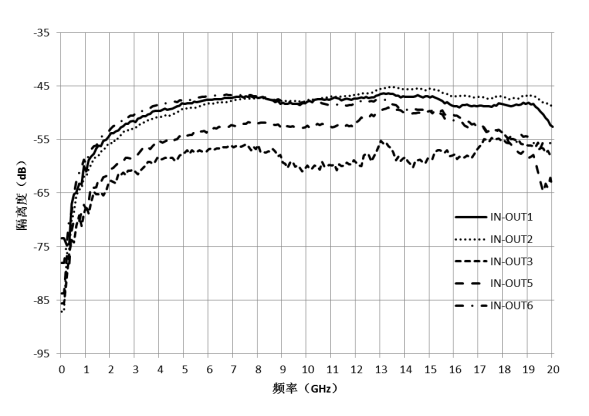 -35
-45
-55
-65
-75
-85
-95
隔离度（dB）
IN-OUT1
IN-OUT2
IN-OUT3
IN-OUT5
IN-OUT6
0 1 2 3 4 5 6 7 8 9 10 11 12 13 14 15 16 17 18 19 20
频率（GHz）